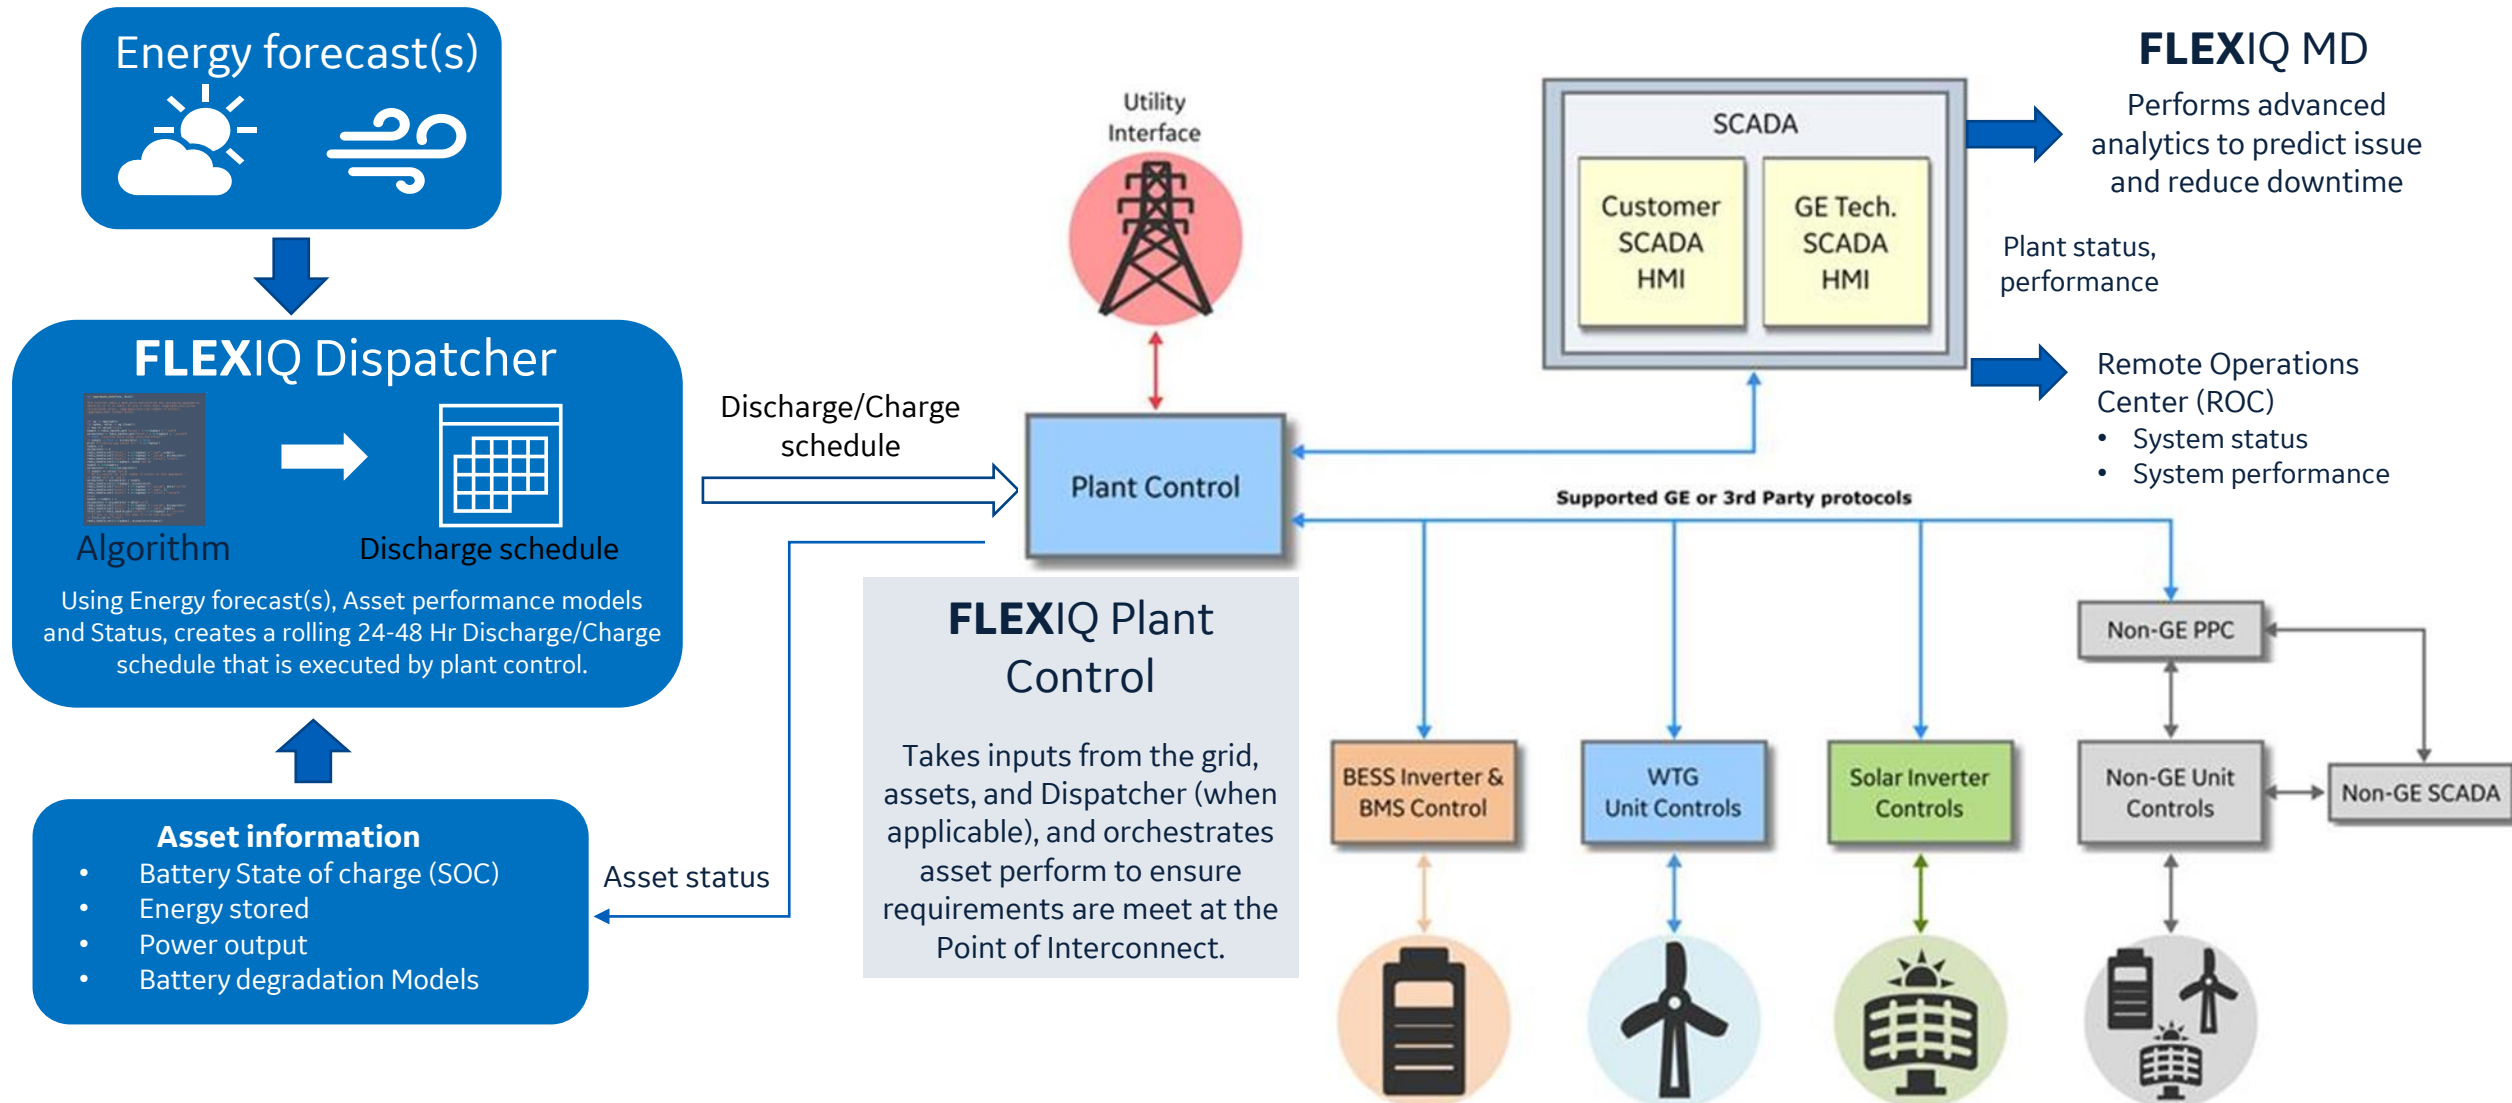 Energy forecast(s)
FLEXIQ Dispatcher
Algorithm
Discharge schedule
Using Energy forecast(s), Asset performance models
and Status, creates a rolling 24-48 Hr Discharge/Charge
schedule that is executed by plant control.
Asset information
• Battery State of charge (SOC)
• Energy stored
• Power output
• Battery degradation Models
Asset status
Discharge/Charge
schedule
Utility
Interface
Plant Control
FLEXIQ Plant
Control
Takes inputs from the grid,
assets, and Dispatcher (when
applicable), and orchestrates
asset perform to ensure
requirements are meet at the
Point of Interconnect.
SCADA
Customer
SCADA
HMI
GE Tech.
SCADA
HMI
FLEXIQ MD
Performs advanced
analytics to predict issue
and reduce downtime
Plant status,
performance
Remote Operations
Center (ROC)
• System status
• System performance
Supported GE or 3rd Party protocols
BESS Inverter &
BMS Control
WTG
Unit Controls
Solar Inverter
Controls
Non-GE PPC
Non-GE Unit
Controls
Non-GE SCADA